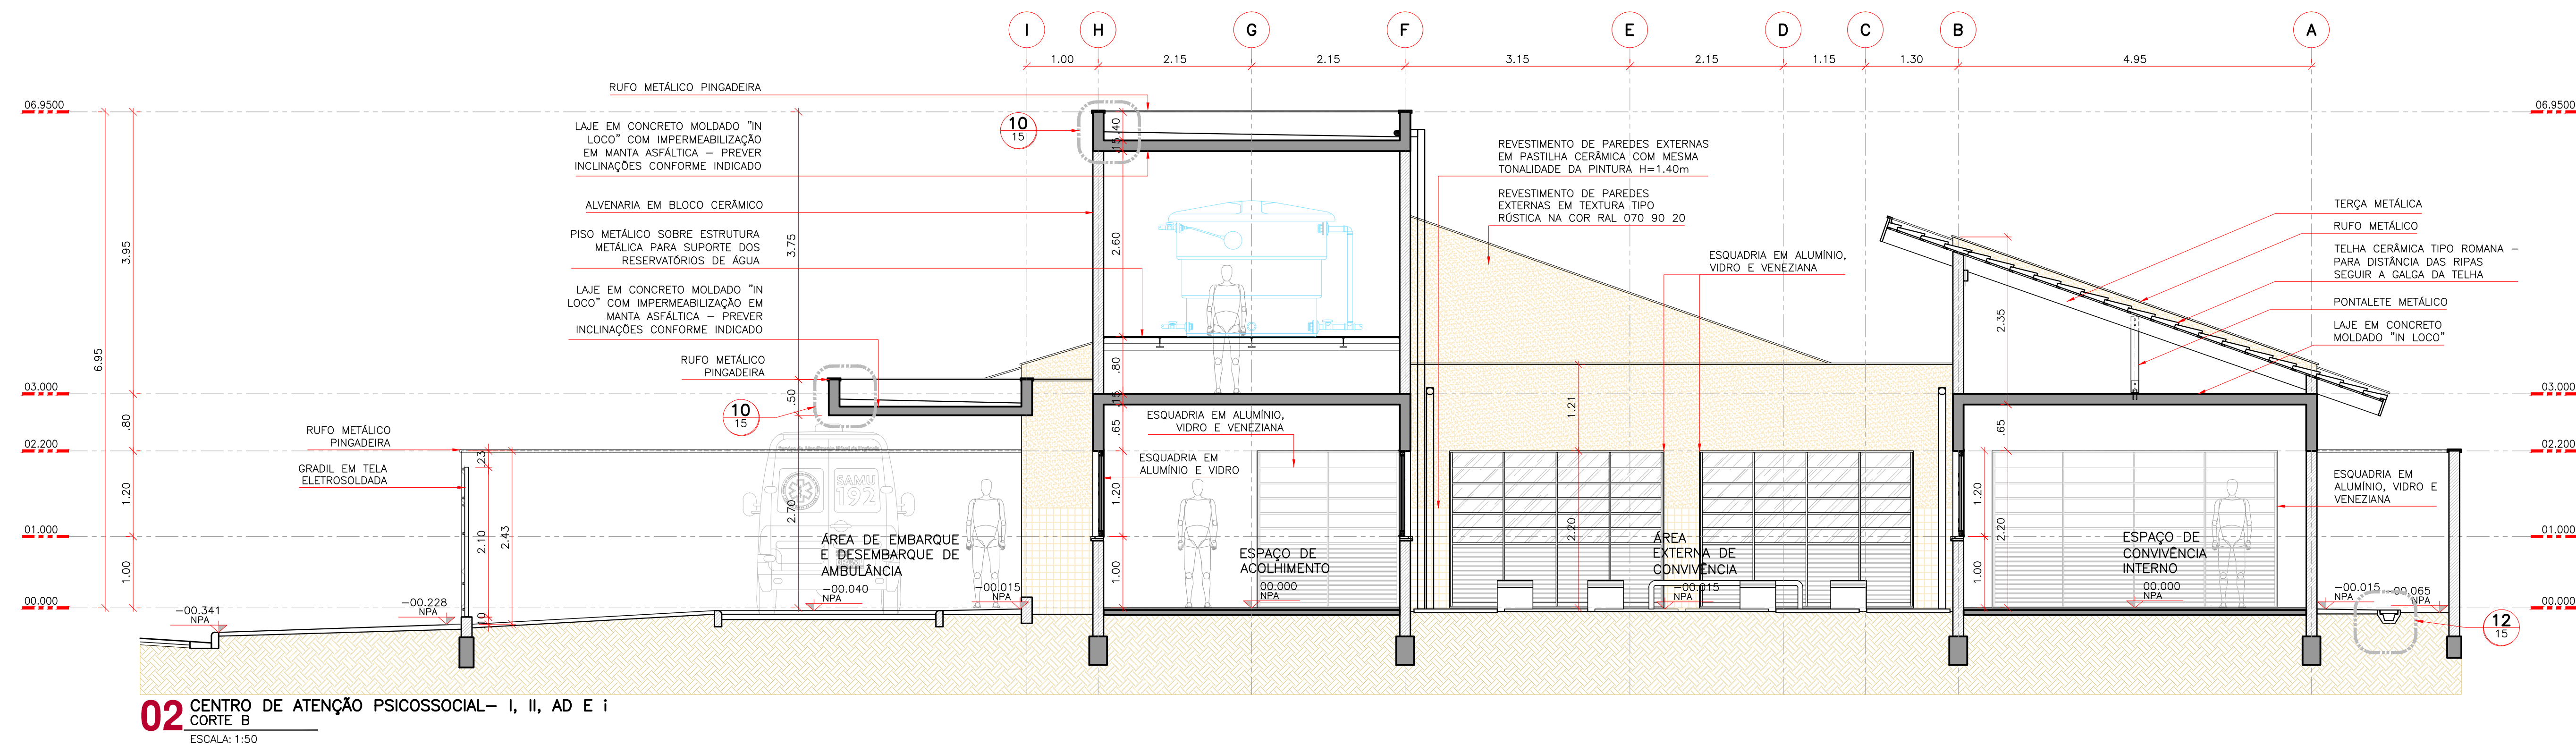 I H G F E D C B A
1.00 2.15 2.15 3.15 2.15 1.15 1.30 4.95
06.9500
06.9500
RUFO METÁLICO PINGADEIRA
10
15
LAJE EM CONCRETO MOLDADO "IN
LOCO" COM IMPERMEABILIZAÇÃO
EM MANTA ASFÁLTICA – PREVER
INCLINAÇÕES CONFORME INDICADO
ALVENARIA EM BLOCO CERÂMICO
PISO METÁLICO SOBRE ESTRUTURA
METÁLICA PARA SUPORTE DOS
RESERVATÓRIOS DE ÁGUA
LAJE EM CONCRETO MOLDADO "IN
LOCO" COM IMPERMEABILIZAÇÃO EM
MANTA ASFÁLTICA – PREVER
INCLINAÇÕES CONFORME INDICADO
RUFO METÁLICO
PINGADEIRA
10
15
REVESTIMENTO DE PAREDES EXTERNAS
EM PASTILHA CERÂMICA COM MESMA
TONALIDADE DA PINTURA H=1.40m
REVESTIMENTO DE PAREDES
EXTERNAS EM TEXTURA TIPO
RÚSTICA NA COR RAL 070 90 20
ESQUADRIA EM ALUMÍNIO,
VIDRO E VENEZIANA
TERÇA METÁLICA
RUFO METÁLICO
TELHA CERÂMICA TIPO ROMANA –
PARA DISTÂNCIA DAS RIPAS
SEGUIR A GALGA DA TELHA
PONTALETE METÁLICO
LAJE EM CONCRETO
MOLDADO "IN LOCO"
6.95
3.95
.80
1.20
1.00
3.75
.50
2.70
.40
.15
2.60
.80
.15
.65
1.20
1.00
1.21
2.20
2.35
.65
1.20
2.20
1.00
03.000
03.000
02.200
02.200
01.000
01.000
00.000
00.000
RUFO METÁLICO
PINGADEIRA
GRADIL EM TELA
ELETROSOLDADA
.23
2.10
2.43
.10
SAMU
192
ESQUADRIA EM ALUMÍNIO,
VIDRO E VENEZIANA
ESQUADRIA EM
ALUMÍNIO E VIDRO
ESQUADRIA EM
ALUMÍNIO, VIDRO E
VENEZIANA
ÁREA DE EMBARQUE
E DESEMBARQUE DE
AMBULÂNCIA
ESPAÇO DE
ACOLHIMENTO
ÁREA
EXTERNA DE
CONVIVÊNCIA
ESPAÇO DE
CONVIVÊNCIA
INTERNO
-00.341
NPA
-00.228
NPA
-00.040
NPA
-00.015
NPA
00.000
NPA
-00.015
NPA
00.000
NPA
-00.015
NPA
-00.065
NPA
12
15
02 CENTRO DE ATENÇÃO PSICOSSOCIAL– I, II, AD E i
CORTE B
ESCALA: 1:50